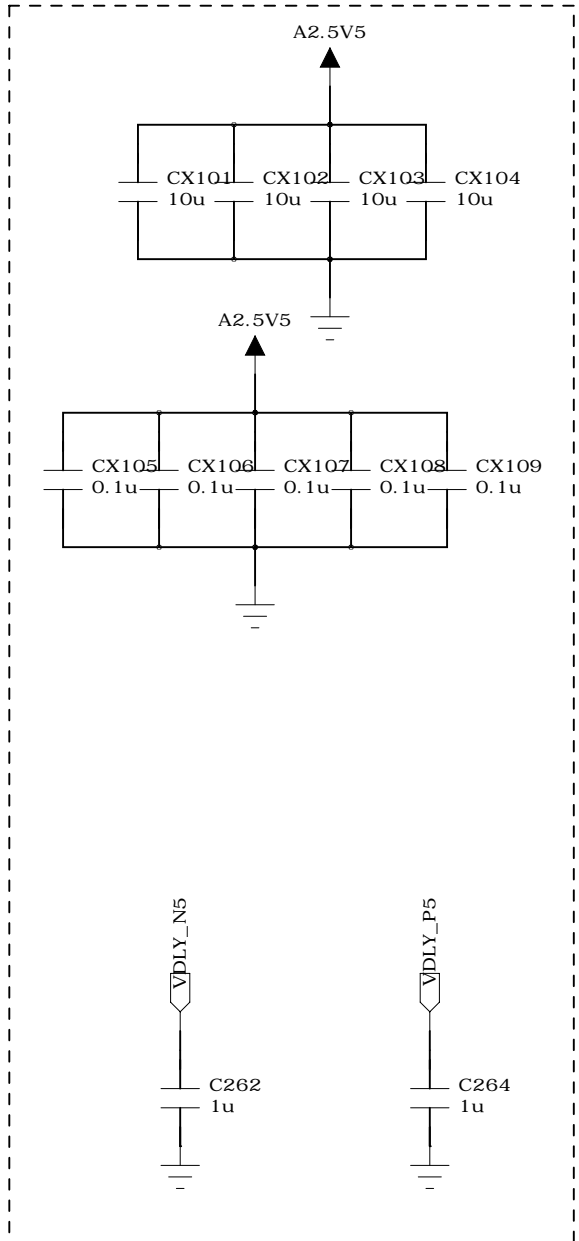 A2.5V5
CX101 CX102 CX103 CX104
10u 10u 10u 10u
A2.5V5
CX105 CX106 CX107 CX108 CX109
0.1u 0.1u 0.1u 0.1u 0.1u
VDLY_N5
VDLY_P5
C262
1u
C264
1u